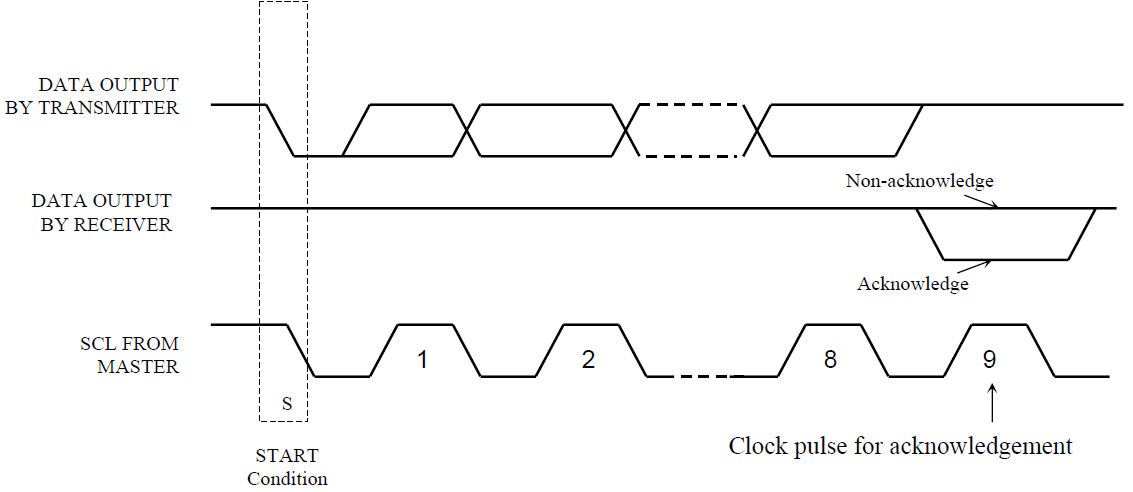 DATA OUTPUT
BY TRANSMITTER
DATA OUTPUT
BY RECEIVER
Non-acknowledge
Acknowledge
SCL FROM
MASTER
1
2
8
9
S
START
Condition
Clock pulse for acknowledgement